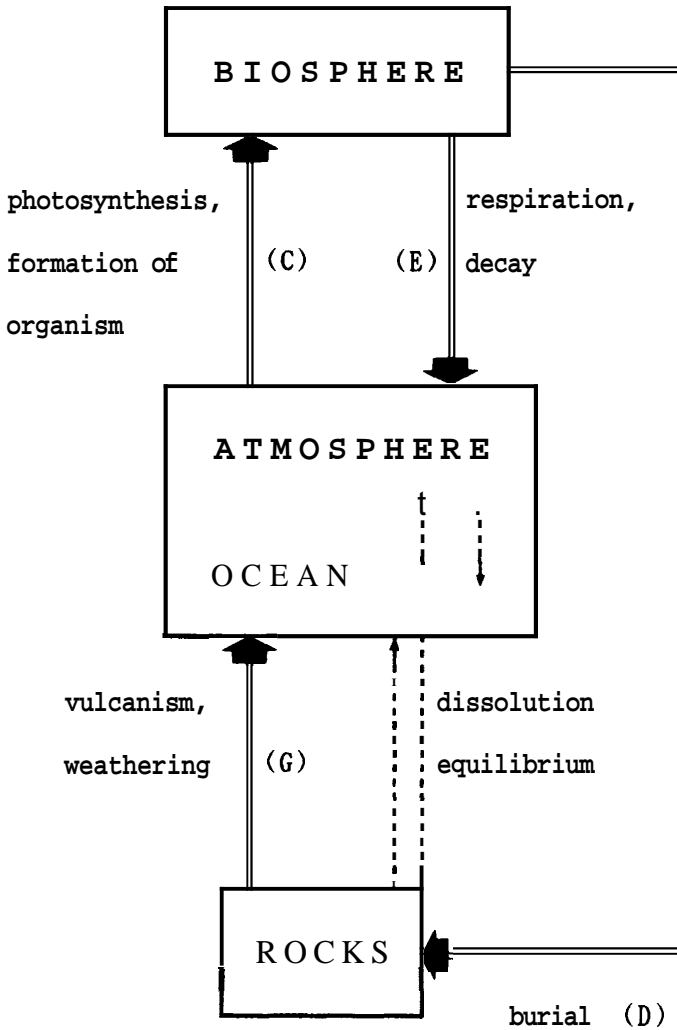 BIOSPHERE
photosynthesis,
formation of
organism
(C)
(E)
respiration,
decay
ATMOSPHERE
OCEAN
vulcanism,
weathering
(G)
dissolution
equilibrium
ROCKS
burial (D)